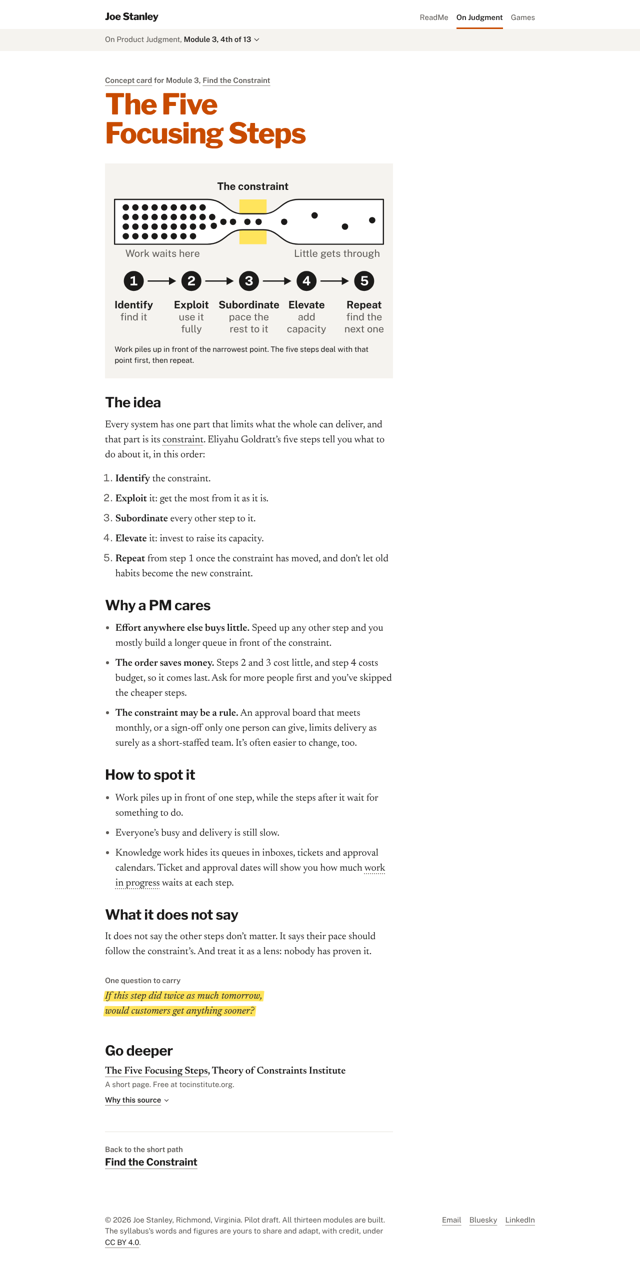 Joe Stanley
ReadMe On Judgment Games
On Product Judgment, Module 3, 4th of 13
Concept card for Module 3, Find the Constraint
The Five
Focusing Steps
The constraint
Work waits here Little gets through
1 2 3 4 5
Identify Exploit Subordinate Elevate Repeat
find it use it pace the add find the
fully rest to it capacity next one
Work piles up in front of the narrowest point. The five steps deal with that
point first, then repeat.
The idea
Every system has one part that limits what the whole can deliver, and
that part is its constraint. Eliyahu Goldratt’s five steps tell you what to
do about it, in this order:
1. Identify the constraint.
2. Exploit it: get the most from it as it is.
3. Subordinate every other step to it.
4. Elevate it: invest to raise its capacity.
5. Repeat from step 1 once the constraint has moved, and don’t let old
habits become the new constraint.
Why a PM cares
• Effort anywhere else buys little. Speed up any other step and you
mostly build a longer queue in front of the constraint.
• The order saves money. Steps 2 and 3 cost little, and step 4 costs
budget, so it comes last. Ask for more people first and you’ve skipped
the cheaper steps.
• The constraint may be a rule. An approval board that meets
monthly, or a sign-off only one person can give, limits delivery as
surely as a short-staffed team. It’s often easier to change, too.
How to spot it
• Work piles up in front of one step, while the steps after it wait for
something to do.
• Everyone’s busy and delivery is still slow.
• Knowledge work hides its queues in inboxes, tickets and approval
calendars. Ticket and approval dates will show you how much work
in progress waits at each step.
What it does not say
It does not say the other steps don’t matter. It says their pace should
follow the constraint’s. And treat it as a lens: nobody has proven it.
One question to carry
If this step did twice as much tomorrow,
would customers get anything sooner?
Go deeper
The Five Focusing Steps, Theory of Constraints Institute
A short page. Free at tocinstitute.org.
Why this source
Back to the short path
Find the Constraint
© 2026 Joe Stanley, Richmond, Virginia. Pilot draft. All thirteen modules are built.
The syllabus’s words and figures are yours to share and adapt, with credit, under
CC BY 4.0.
Email Bluesky LinkedIn